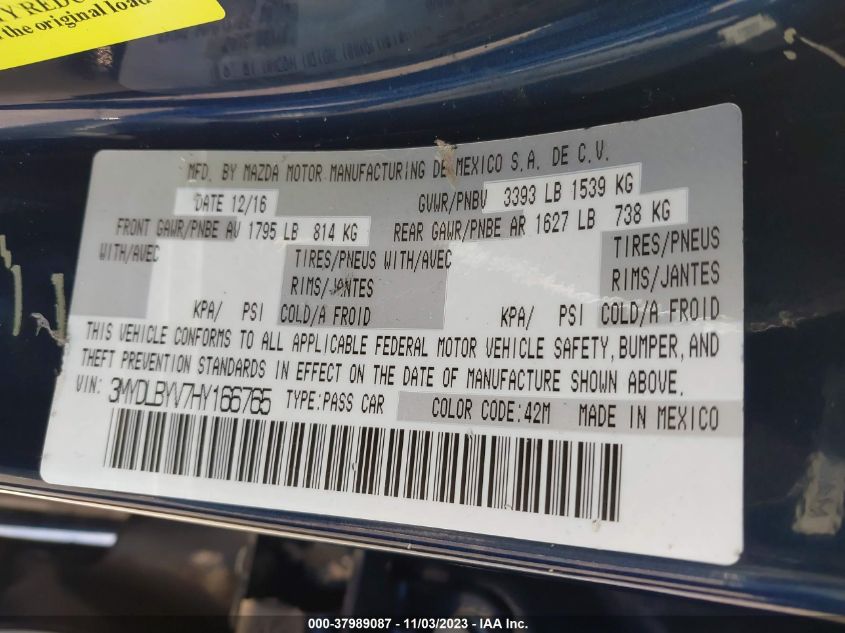 Y REDU
the original load
MFD. BY MAZDA MOTOR MANUFACTURING DE MEXICO S.A. DE C.V.
DATE 12/16 GVWR/PNBV 3393 LB 1539 KG
FRONT GAWR/PNBE AV 1795 LB 814 KG REAR GAWR/PNBE AR 1627 LB 738 KG
WITH/AVEC TIRES/PNEUS WITH/AVEC TIRES/PNEUS
RIMS/JANTES RIMS/JANTES
KPA/ PSI COLD/A FROID KPA/ PSI COLD/A FROID
THIS VEHICLE CONFORMS TO ALL APPLICABLE FEDERAL MOTOR VEHICLE SAFETY, BUMPER, AND
THEFT PREVENTION STANDARDS IN EFFECT ON THE DATE OF MANUFACTURE SHOWN ABOVE.
VIN: 3MYDLBYV7HY166765 TYPE:PASS CAR COLOR CODE:42M MADE IN MEXICO
000-37989087 - 11/03/2023 - IAA Inc.